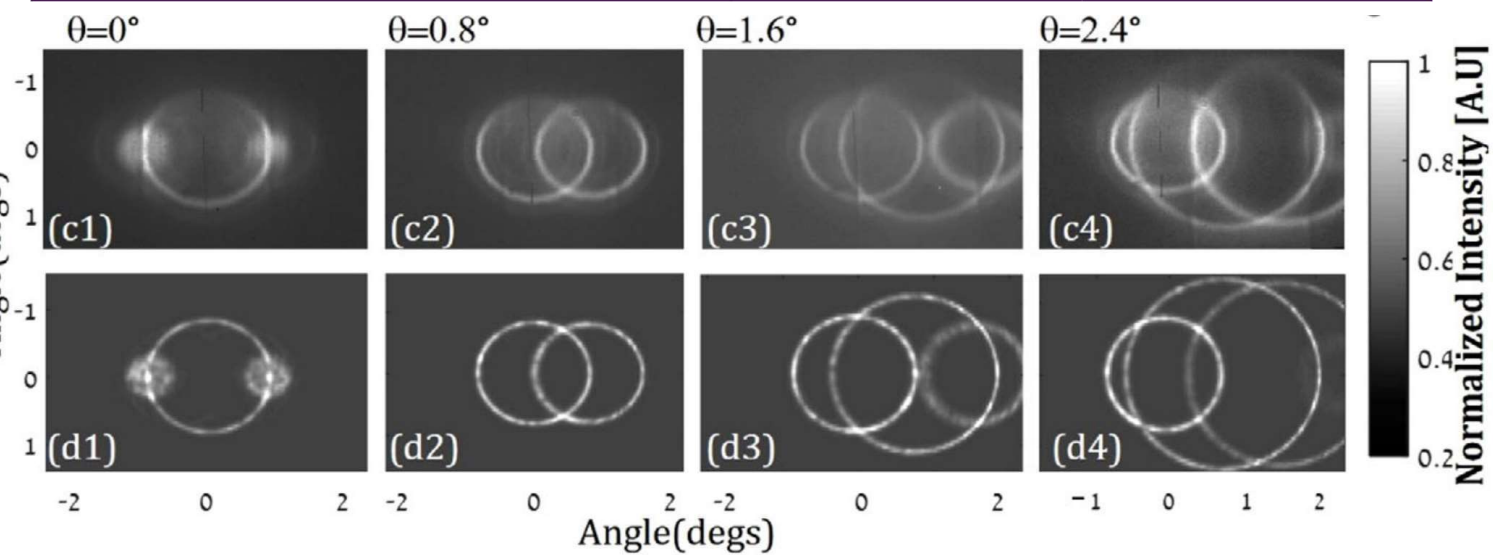 θ=0° θ=0.8° θ=1.6° θ=2.4°
-1
0
1
(c1) (c2) (c3) (c4)
-1
0
1
(d1) (d2) (d3) (d4)
-2 0 2 -2 0 2 -2 0 2 -1 0 1 2
Angle(degs)
1
0.8
0.6
0.4
0.2
Normalized Intensity [A.U]